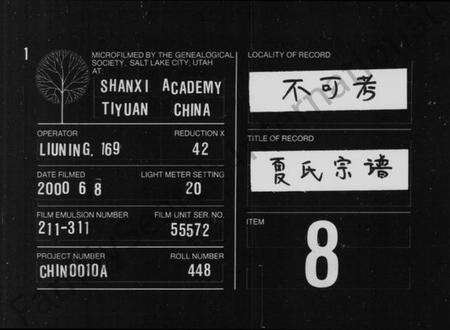 1
MICROFILMED BY THE GENEALOGICAL
SOCIETY, SALT LAKE CITY, UTAH
AT
SHANXI ACADEMY
TIYUAN CHINA
OPERATOR REDUCTION X
LIUNING. 169 42
DATE FILMED LIGHT METER SETTING
2000 6 8 20
FILM EMULSION NUMBER FILM UNIT SER. NO.
211-311 55572
PROJECT NUMBER ROLL NUMBER
CHIN0010A 448
LOCALITY OF RECORD
不可考
TITLE OF RECORD
夏氏宗谱
ITEM
8